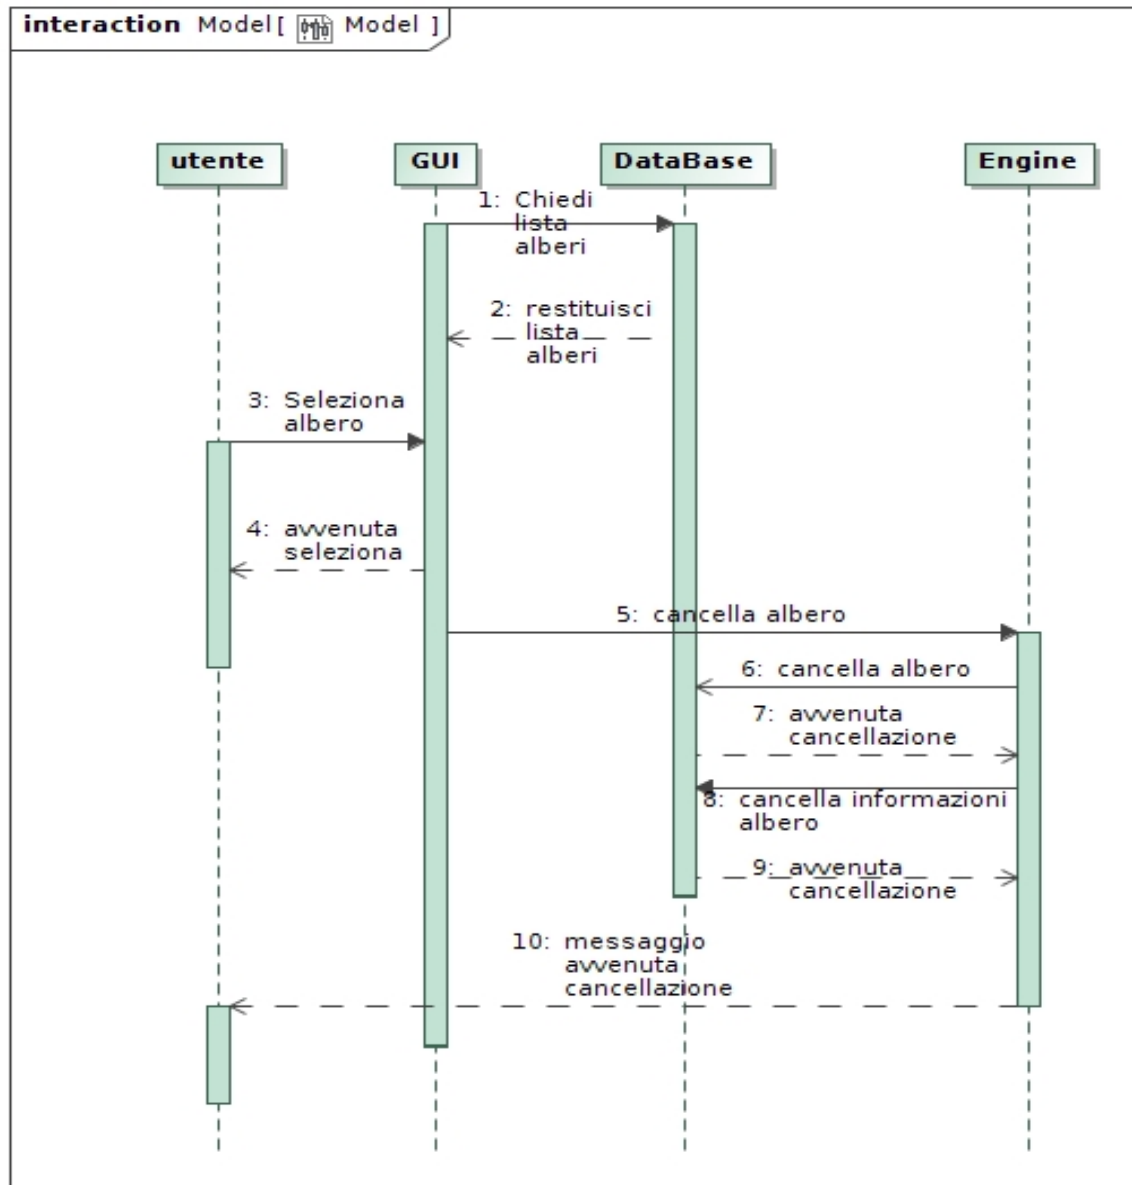 interaction Model[ Model ]
utente GUI DataBase Engine
1: Chiedi
lista
alberi
2: restituisci
lista
alberi
3: Seleziona
albero
4: avvenuta
seleziona
5: cancella albero
6: cancella albero
7: avvenuta
cancellazione
8: cancella informazioni
albero
9: avvenuta
cancellazione
10: messaggio
avvenuta
cancellazione